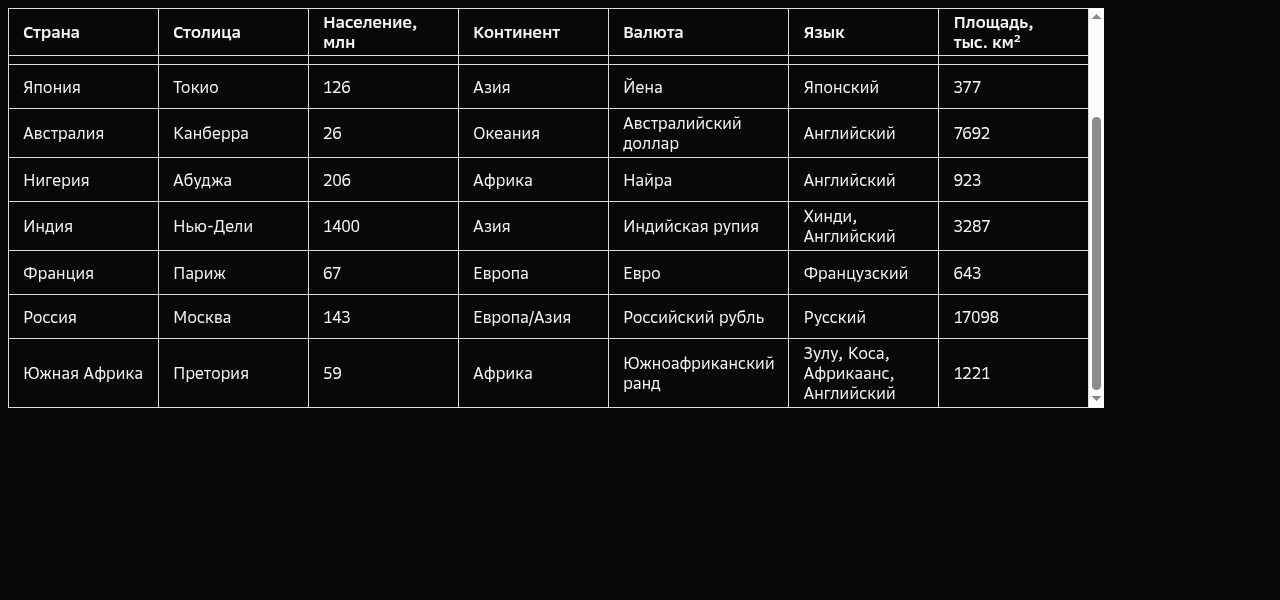 Страна Столица Население, млн Континент Валюта Язык Площадь, тыс. км²
Япония Токио 126 Азия Йена Японский 377
Австралия Канберра 26 Океания Австралийский доллар Английский 7692
Нигерия Абуджа 206 Африка Найра Английский 923
Индия Нью-Дели 1400 Азия Индийская рупия Хинди, Английский 3287
Франция Париж 67 Европа Евро Французский 643
Россия Москва 143 Европа/Азия Российский рубль Русский 17098
Южная Африка Претория 59 Африка Южноафриканский ранд Зулу, Коса, Африкаанс, Английский 1221